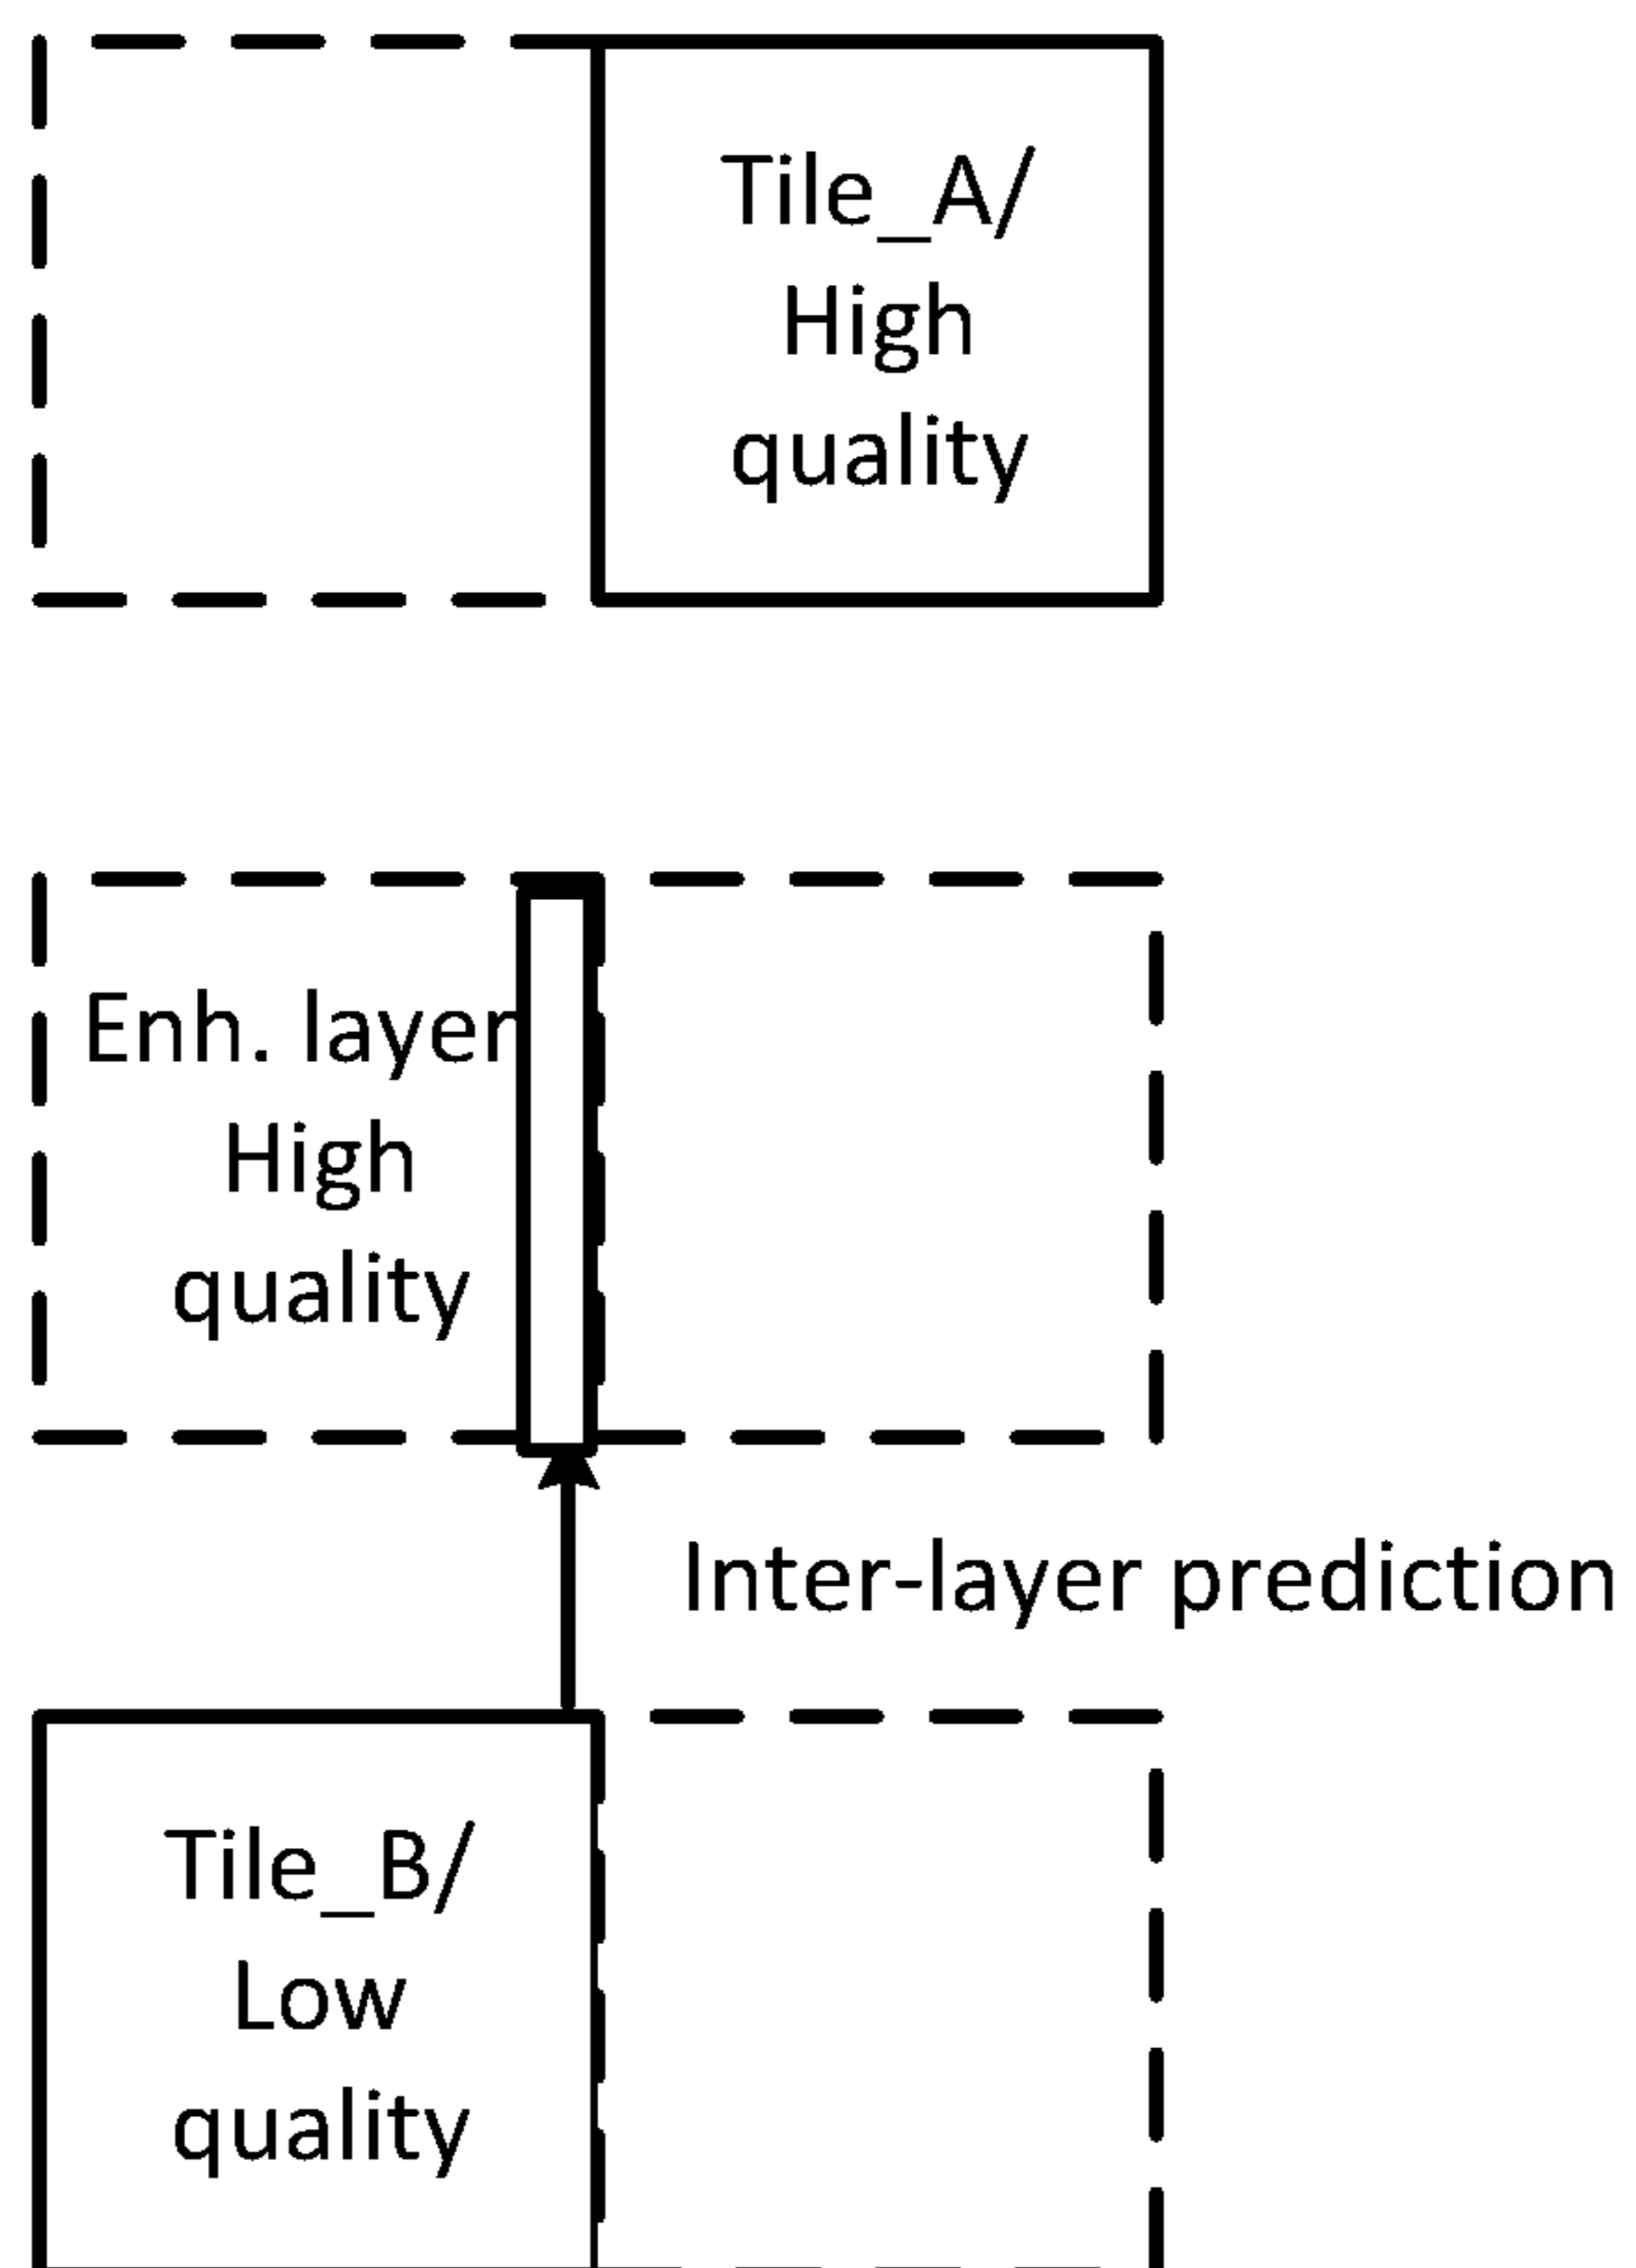 Tile_A/
High
quality
Enh. layer
High
quality
Inter-layer prediction
Tile_B/
Low
quality